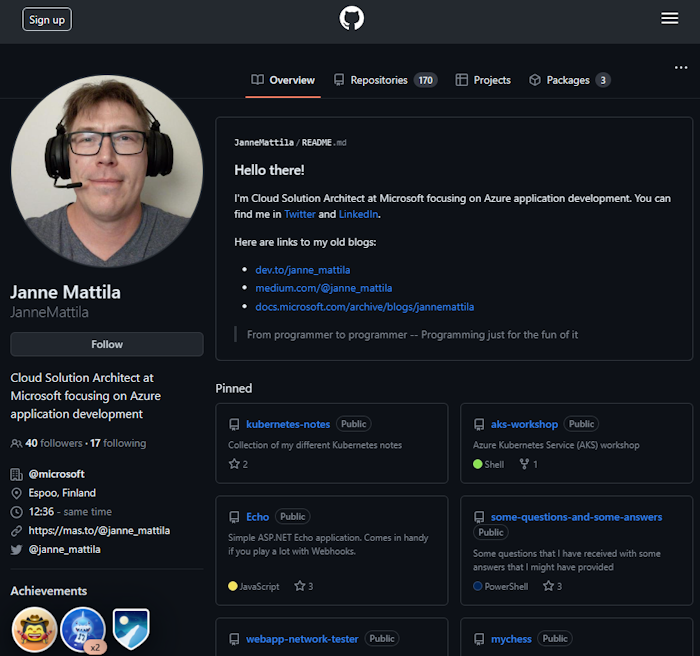 Sign up
Overview
Repositories 170
Projects
Packages 3
JanneMattila/README.md
Hello there!
I'm Cloud Solution Architect at Microsoft focusing on Azure application development. You can
find me in Twitter and LinkedIn.
Here are links to my old blogs:
dev.to/janne_mattila
medium.com/@janne_mattila
docs.microsoft.com/archive/blogs/jannemattila
From programmer to programmer -- Programming just for the fun of it
Janne Mattila
JanneMattila
Follow
Cloud Solution Architect at
Microsoft focusing on Azure
application development
40 followers · 17 following
@microsoft
Espoo, Finland
12:36 - same time
https://mas.to/@janne_mattila
@janne_mattila
Achievements
x2
Pinned
kubernetes-notes Public
Collection of my different Kubernetes notes
2
aks-workshop Public
Azure Kubernetes Service (AKS) workshop
Shell 1
Echo Public
Simple ASP.NET Echo application. Comes in handy
if you play a lot with Webhooks.
JavaScript 3
some-questions-and-some-answers
Public
Some questions that I have received with some
answers that I might have provided
PowerShell 3
webapp-network-tester Public
mychess Public